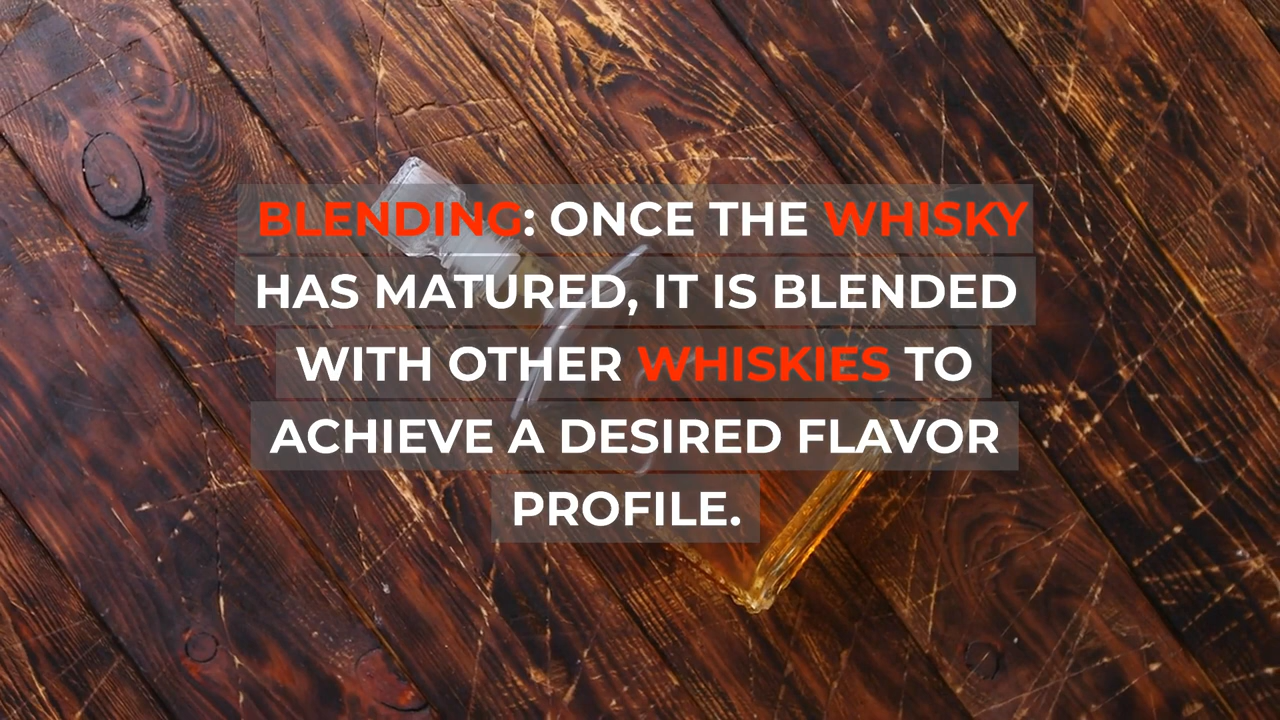 BLENDING: ONCE THE WHISKY
HAS MATURED, IT IS BLENDED
WITH OTHER WHISKIES TO
ACHIEVE A DESIRED FLAVOR
PROFILE.